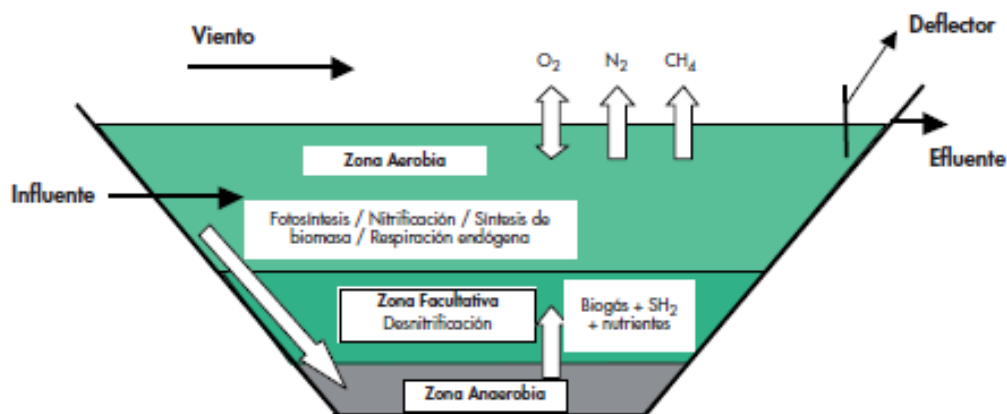 Deflector
Viento
O2 N2 CH4
Zona Aerobia
Efluente
Influente
Fotosíntesis / Nitrificación / Síntesis de
biomasa / Respiración endógena
Zona Facultativa
Desnitrificación
Biogás + SH2
+ nutrientes
Zona Anaerobia